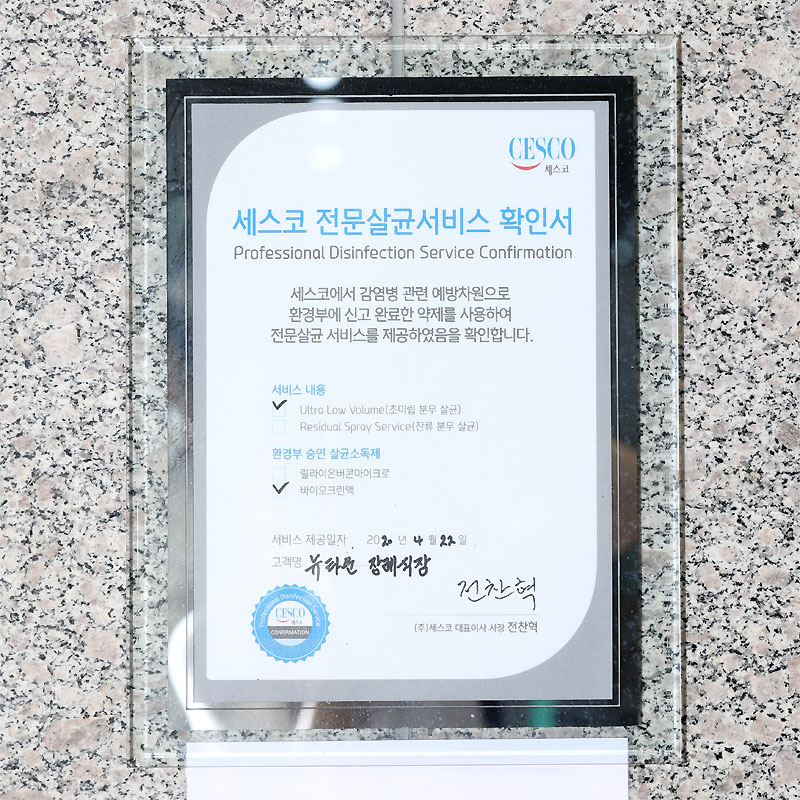 CESCO
세스코
세스코 전문살균서비스 확인서
Professional Disinfection Service Confirmation
세스코에서 감염병 관련 예방차원으로
환경부에 신고 완료한 약제를 사용하여
전문살균 서비스를 제공하였음을 확인합니다.
서비스 내용
Ultra Low Volume(초미립 분무 살균)
Residual Spray Service(잔류 분무 살균)
환경부 승인 살균소독제
릴라이온버콘마이크로
바이오크린액
서비스 제공일자 2020 년 4 월 22 일
고객명 뉴타운 장례식장
전찬혁
(주)세스코 대표이사 사장 전찬혁
Professional Disinfection Service
CESCO
세스코
CONFIRMATION